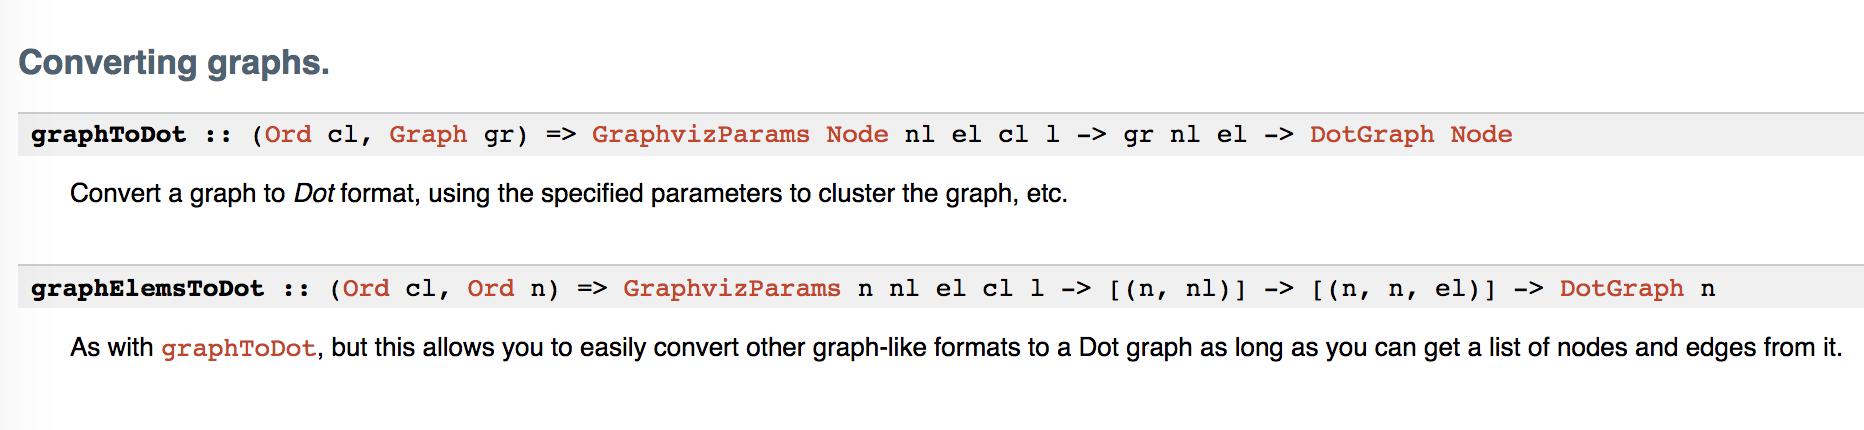 Converting graphs.
graphToDot :: (Ord cl, Graph gr) => GraphvizParams Node nl el cl l -> gr nl el -> DotGraph Node
Convert a graph to Dot format, using the specified parameters to cluster the graph, etc.
graphElemsToDot :: (Ord cl, Ord n) => GraphvizParams n nl el cl l -> [(n, nl)] -> [(n, n, el)] -> DotGraph n
As with graphToDot, but this allows you to easily convert other graph-like formats to a Dot graph as long as you can get a list of nodes and edges from it.